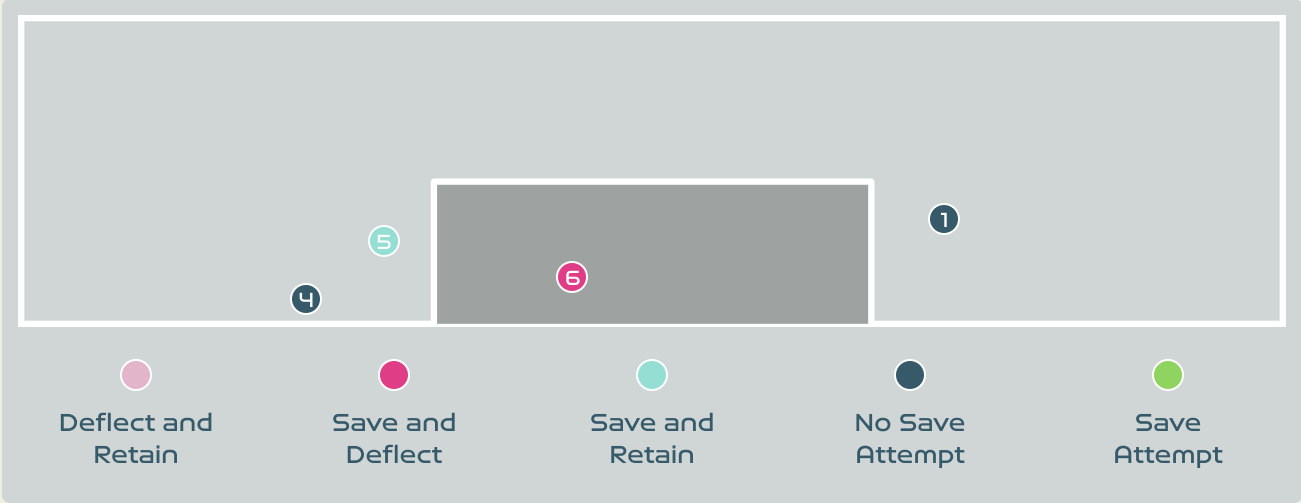 1
5
6
4
Deflect and
Retain
Save and
Deflect
Save and
Retain
No Save
Attempt
Save
Attempt